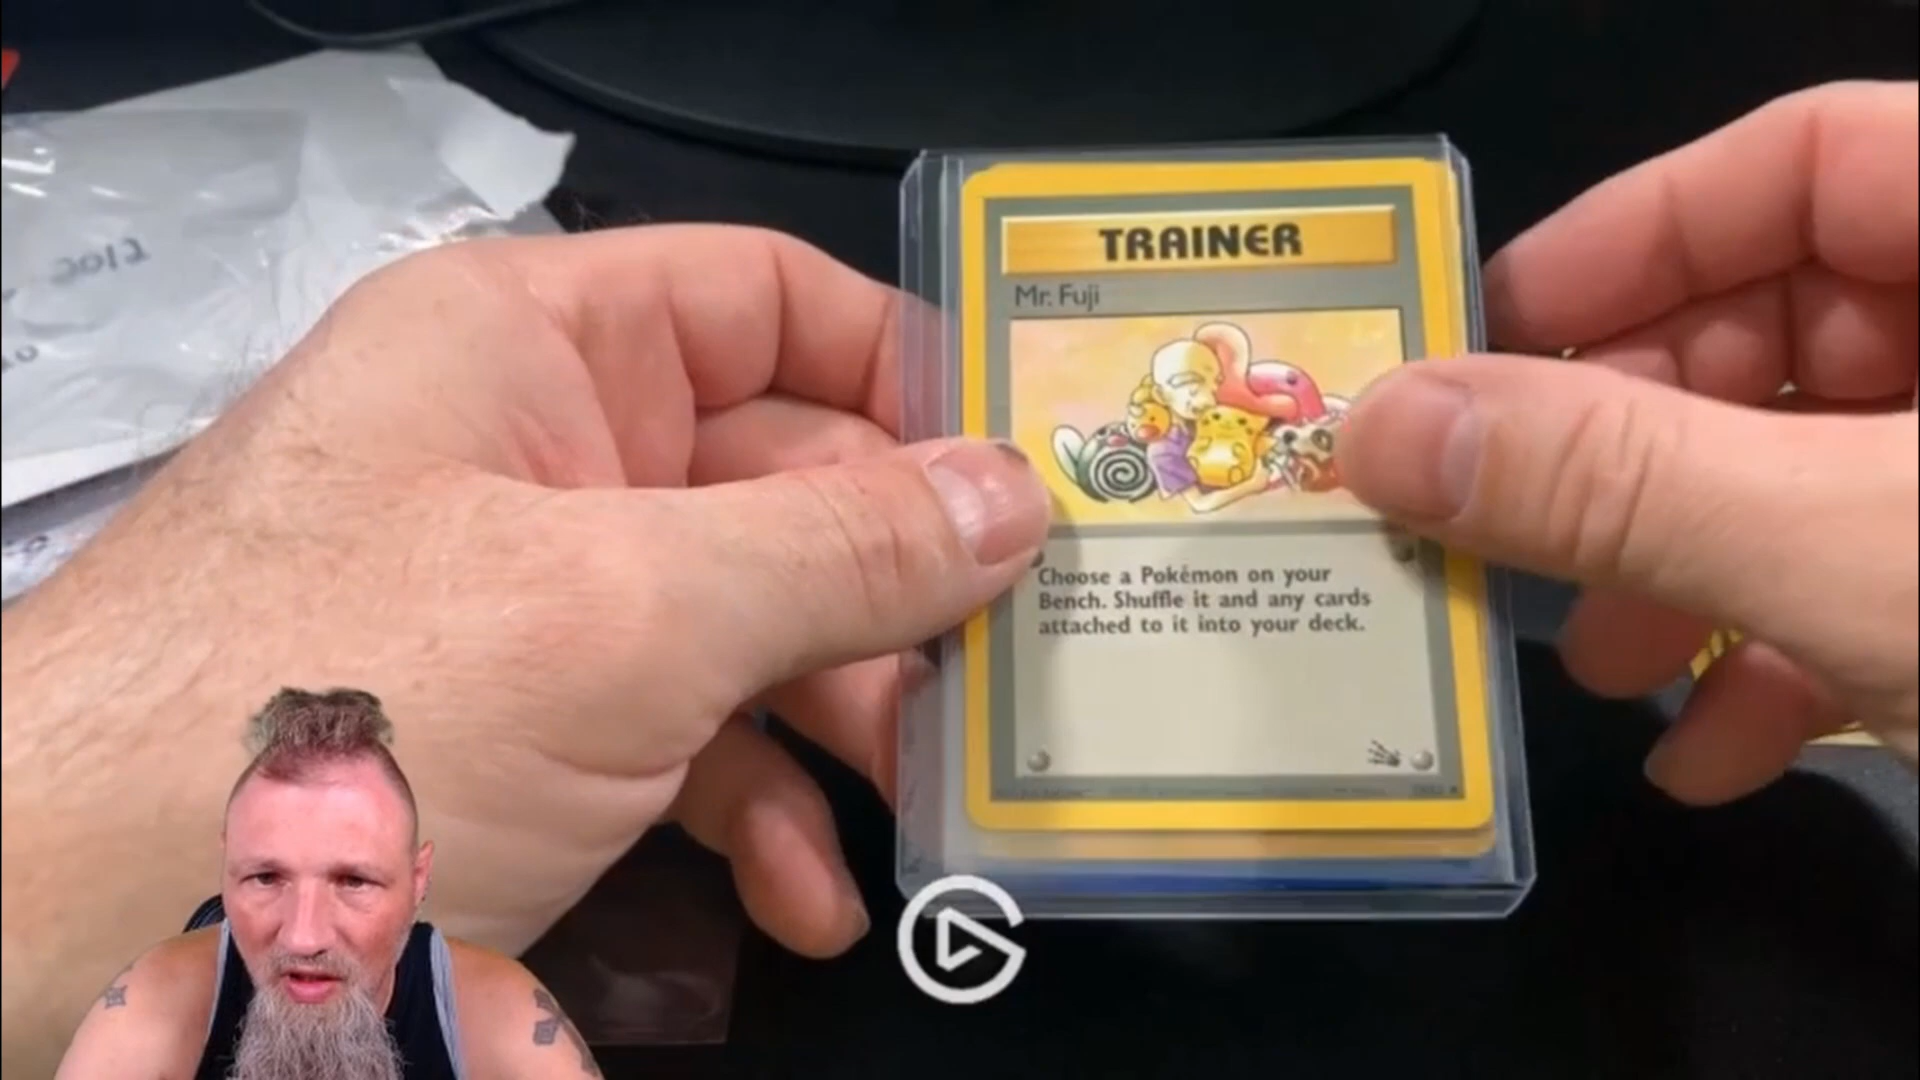 TRAINER
Mr. Fuji
Choose a Pokémon on your
Bench. Shuffle it and any cards
attached to it into your deck.